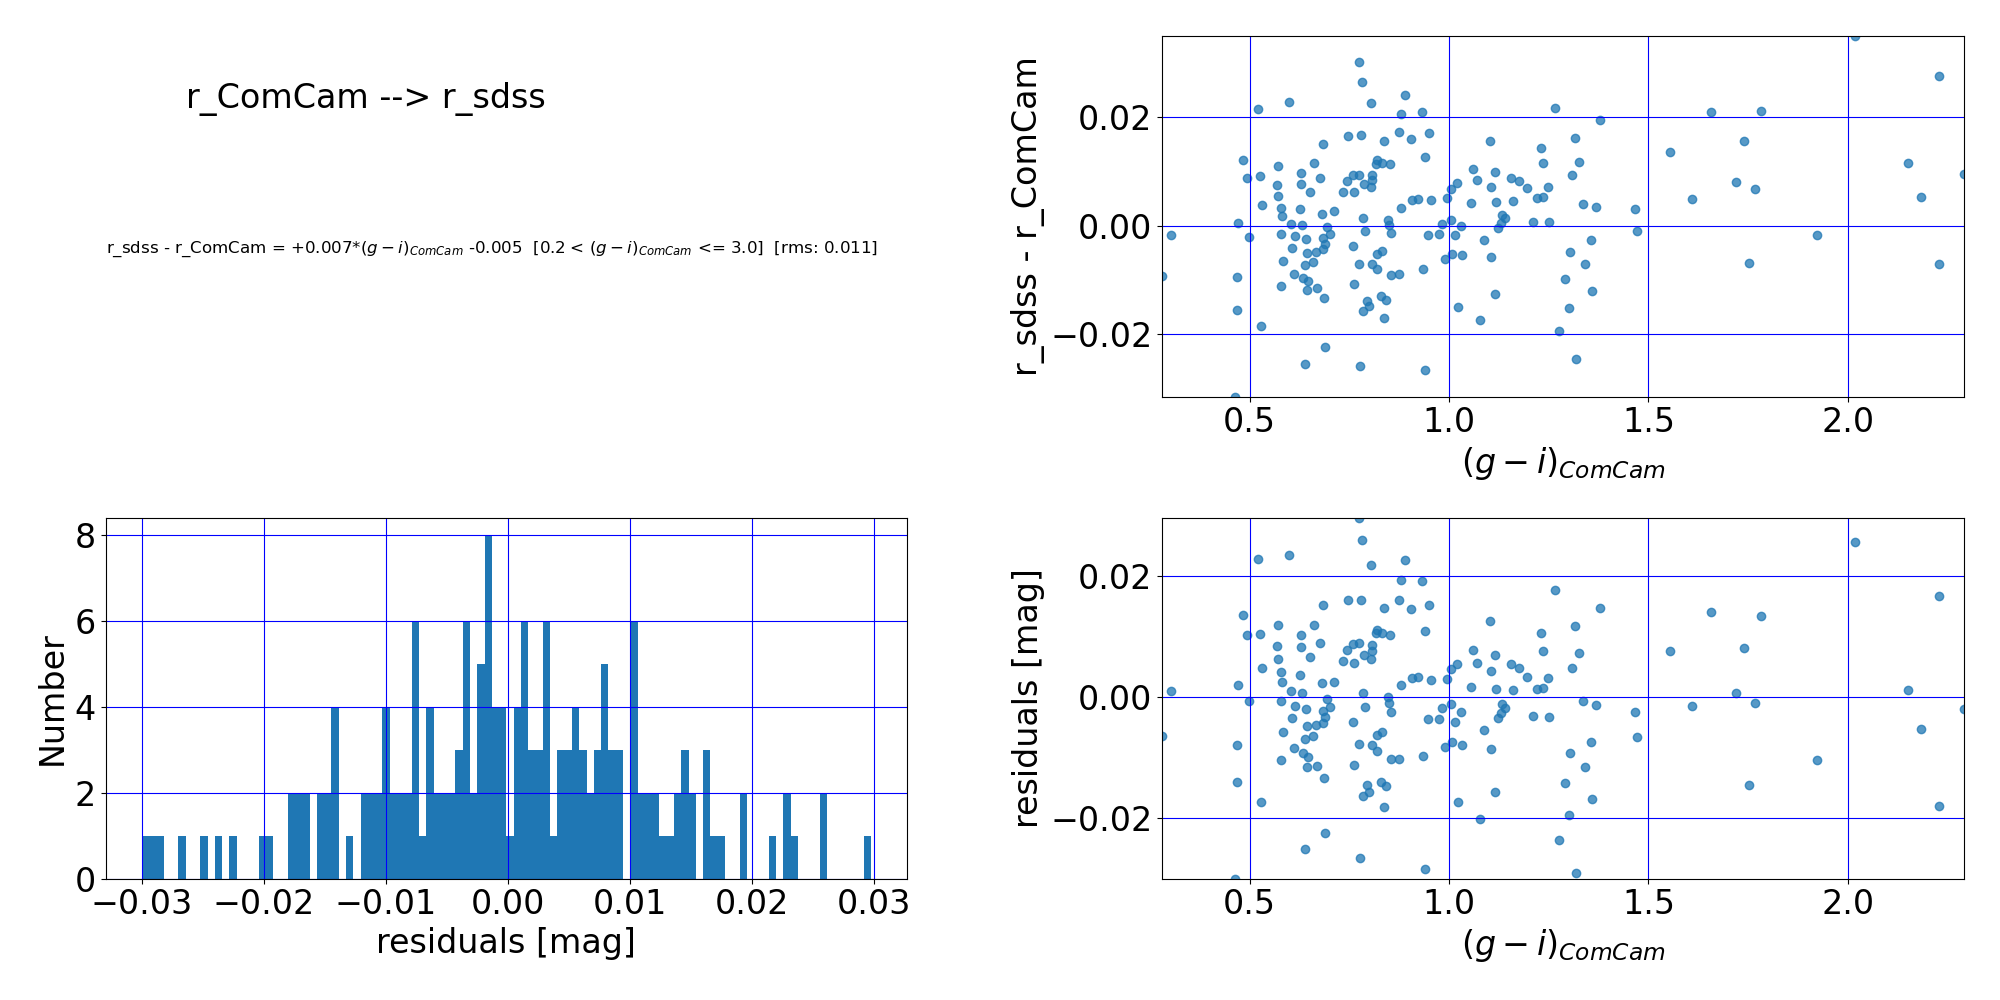 r_ComCam --> r_sdss
r_sdss - r_ComCam = +0.007*(g−i)ComCam -0.005 [0.2 < (g−i)ComCam <= 3.0] [rms: 0.011]
r_sdss - r_ComCam
0.02
0.00
−0.02
0.5 1.0 1.5 2.0
(g − i)ComCam
Number
8
6
4
2
0
−0.03 −0.02 −0.01 0.00 0.01 0.02 0.03
residuals [mag]
residuals [mag]
0.02
0.00
−0.02
0.5 1.0 1.5 2.0
(g − i)ComCam